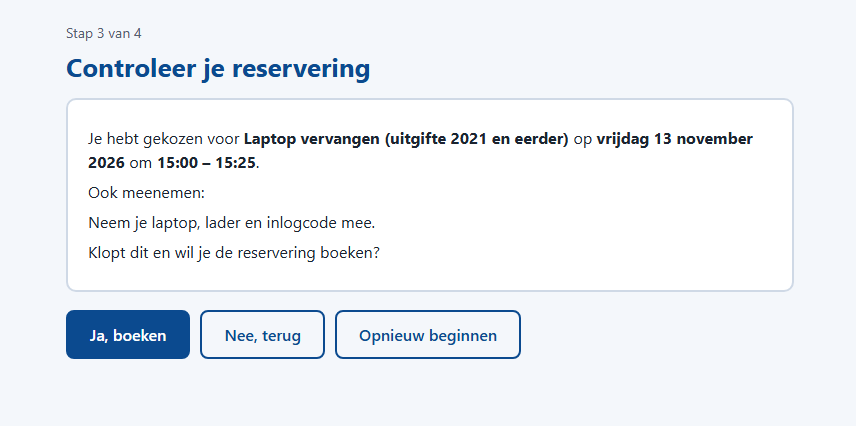 Stap 3 van 4
Controleer je reservering
Je hebt gekozen voor Laptop vervangen (uitgifte 2021 en eerder) op vrijdag 13 november
2026 om 15:00 – 15:25.
Ook meenemen:
Neem je laptop, lader en inlogcode mee.
Klopt dit en wil je de reservering boeken?
Ja, boeken
Nee, terug
Opnieuw beginnen